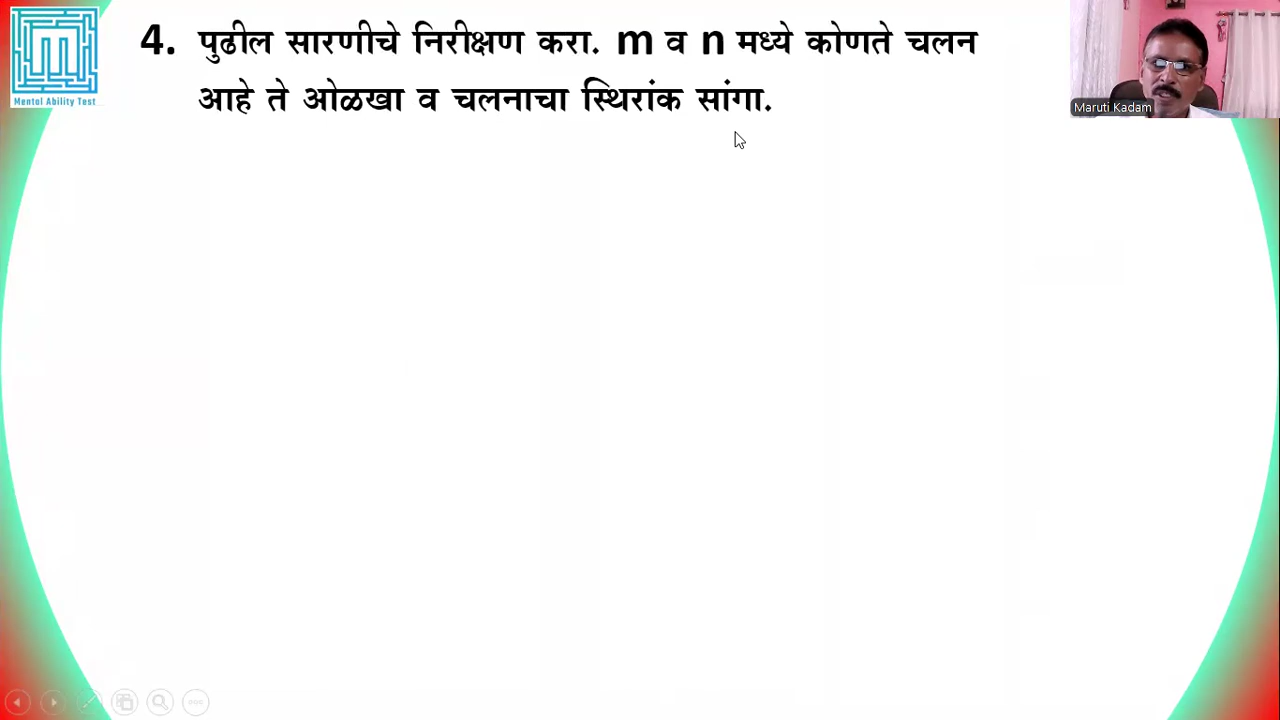 4. पुढील सारणीचे निरीक्षण करा. m व n मध्ये कोणते चलन
आहे ते ओळखा व चलनाचा स्थिरांक सांगा.
Mental Ability Test
Maruti Kadam